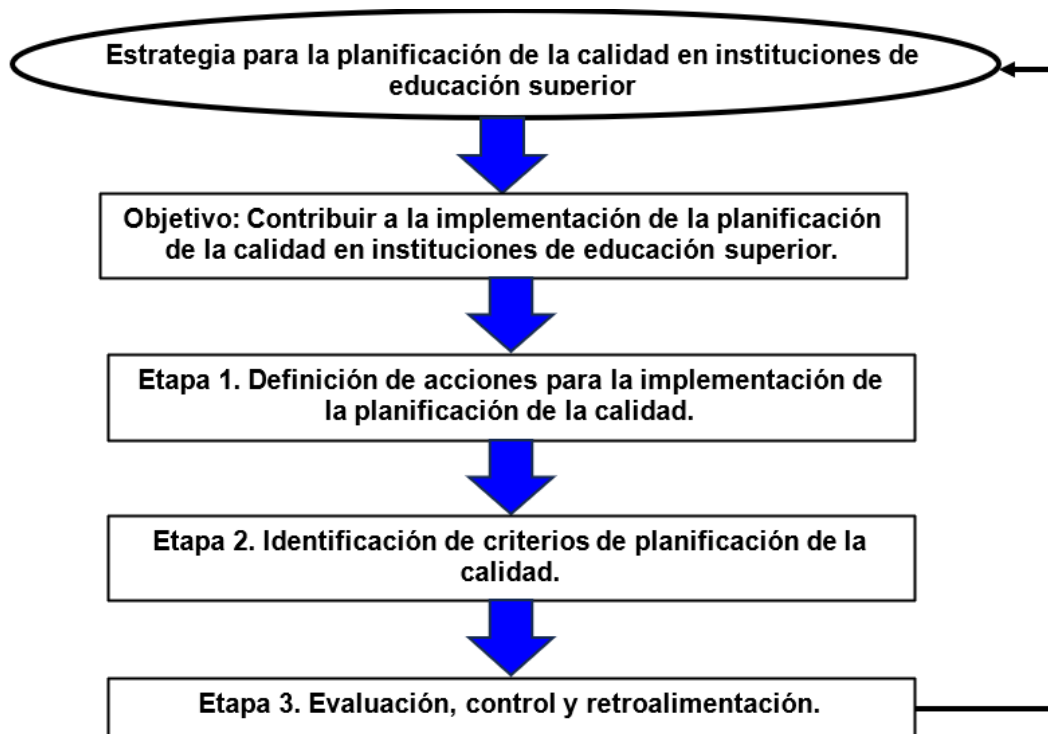 Estrategia para la planificación de la calidad en instituciones de
educación superior
Objetivo: Contribuir a la implementación de la planificación
de la calidad en instituciones de educación superior.
Etapa 1. Definición de acciones para la implementación de
la planificación de la calidad.
Etapa 2. Identificación de criterios de planificación de la
calidad.
Etapa 3. Evaluación, control y retroalimentación.